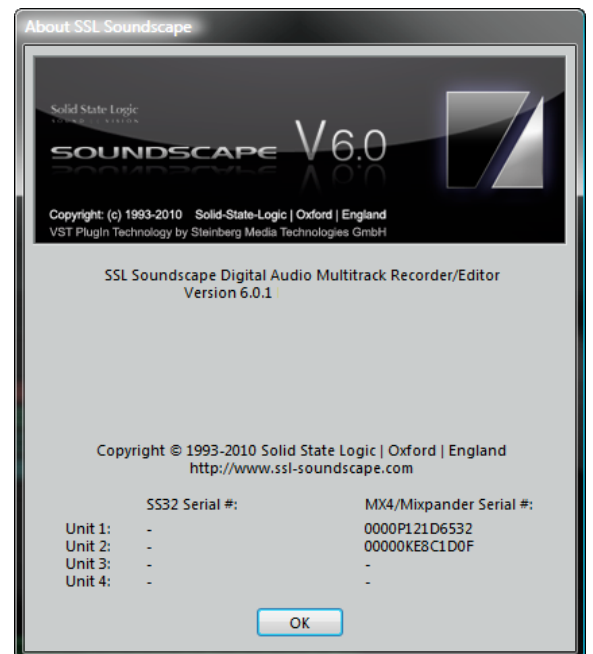 About SSL Soundscape
Solid State Logic
SOUND || VISION
SOUNDSCAPE V6.0
Copyright: (c) 1993-2010 Solid-State-Logic | Oxford | England
VST PlugIn Technology by Steinberg Media Technologies GmbH
SSL Soundscape Digital Audio Multitrack Recorder/Editor
Version 6.0.1
Copyright © 1993-2010 Solid State Logic | Oxford | England
http://www.ssl-soundscape.com
SS32 Serial #: MX4/Mixpander Serial #:
Unit 1: - 0000P121D6532
Unit 2: - 00000KE8C1D0F
Unit 3: - -
Unit 4: - -
OK